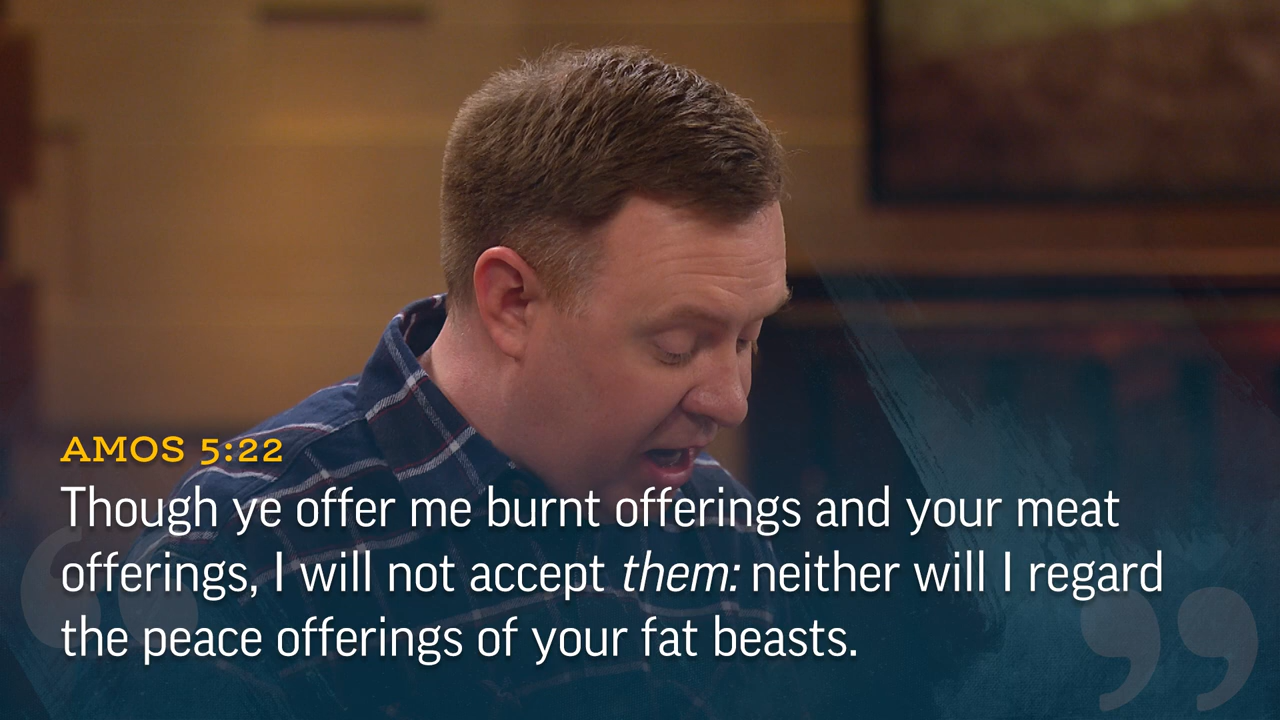 AMOS 5:22
Though ye offer me burnt offerings and your meat
offerings, I will not accept them: neither will I regard
the peace offerings of your fat beasts.